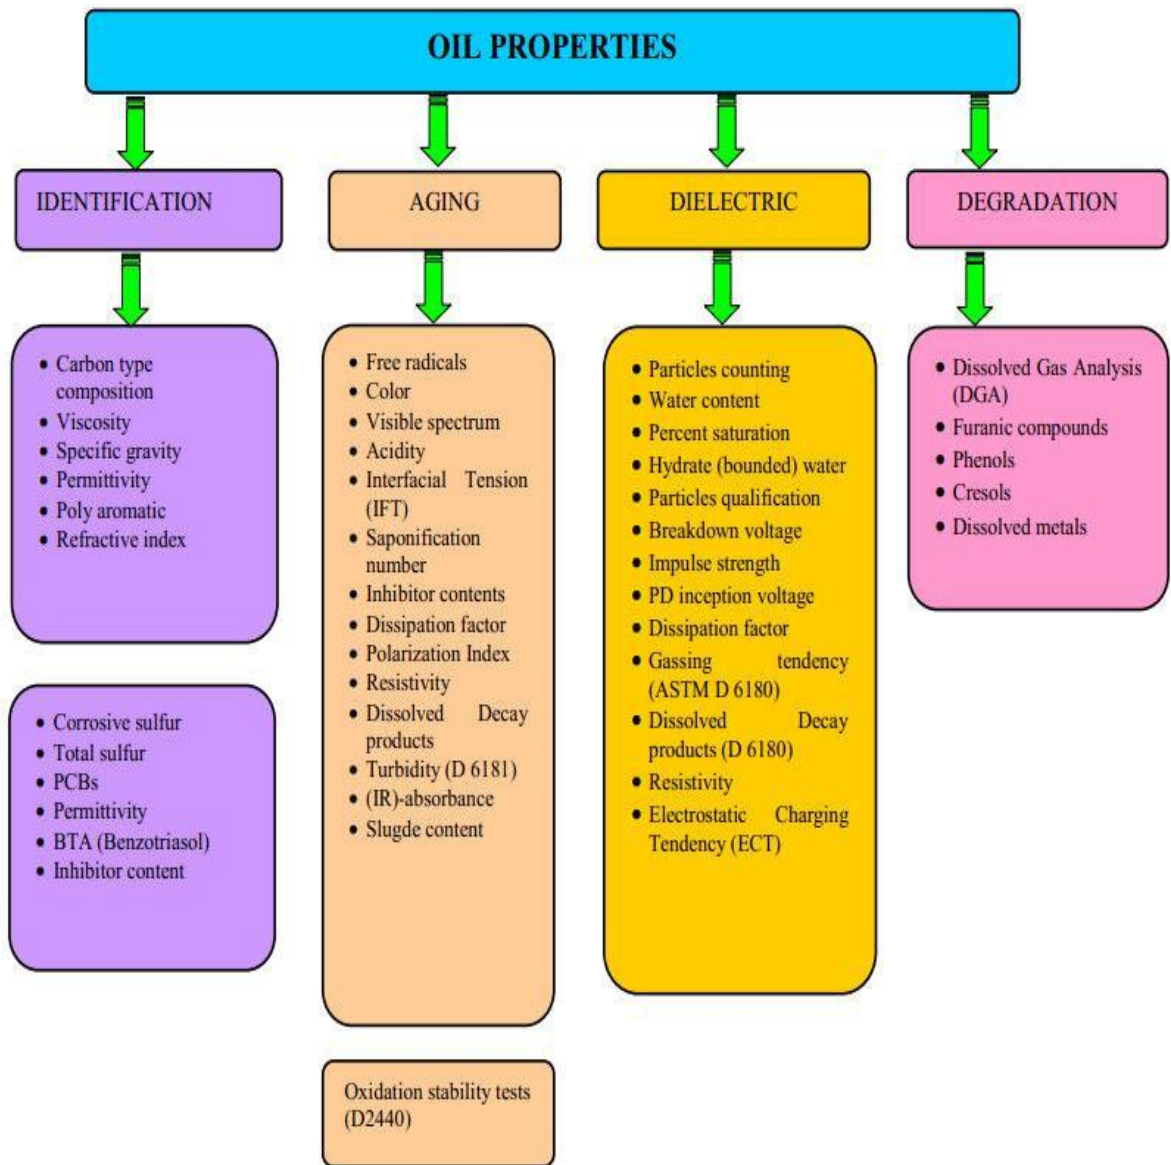 OIL PROPERTIES
IDENTIFICATION
AGING
DIELECTRIC
DEGRADATION
• Carbon type
composition
• Viscosity
• Specific gravity
• Permittivity
• Poly aromatic
• Refractive index
• Corrosive sulfur
• Total sulfur
• PCBs
• Permittivity
• BTA (Benzotriasol)
• Inhibitor content
• Free radicals
• Color
• Visible spectrum
• Acidity
• Interfacial Tension
(IFT)
• Saponification
number
• Inhibitor contents
• Dissipation factor
• Polarization Index
• Resistivity
• Dissolved Decay
products
• Turbidity (D 6181)
• (IR)-absorbance
• Slugde content
Oxidation stability tests
(D2440)
• Particles counting
• Water content
• Percent saturation
• Hydrate (bounded) water
• Particles qualification
• Breakdown voltage
• Impulse strength
• PD inception voltage
• Dissipation factor
• Gassing tendency
(ASTM D 6180)
• Dissolved Decay
products (D 6180)
• Resistivity
• Electrostatic Charging
Tendency (ECT)
• Dissolved Gas Analysis
(DGA)
• Furanic compounds
• Phenols
• Cresols
• Dissolved metals